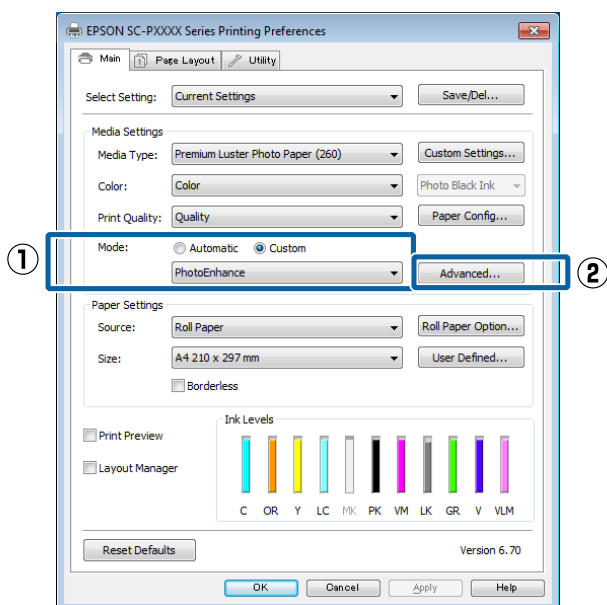 EPSON SC-PXXXX Series Printing Preferences
Main Page Layout Utility
Select Setting: Current Settings Save/Del...
Media Settings
Media Type: Premium Luster Photo Paper (260) Custom Settings...
Color: Color Photo Black Ink
Print Quality: Quality Paper Config...
① Mode: Automatic Custom
PhotoEnhance Advanced... ②
Paper Settings
Source: Roll Paper Roll Paper Option...
Size: A4 210 x 297 mm User Defined...
Borderless
Ink Levels
Print Preview
Layout Manager
C OR Y LC MK PK VM LK GR V VLM
Reset Defaults Version 6.70
OK Cancel Apply Help